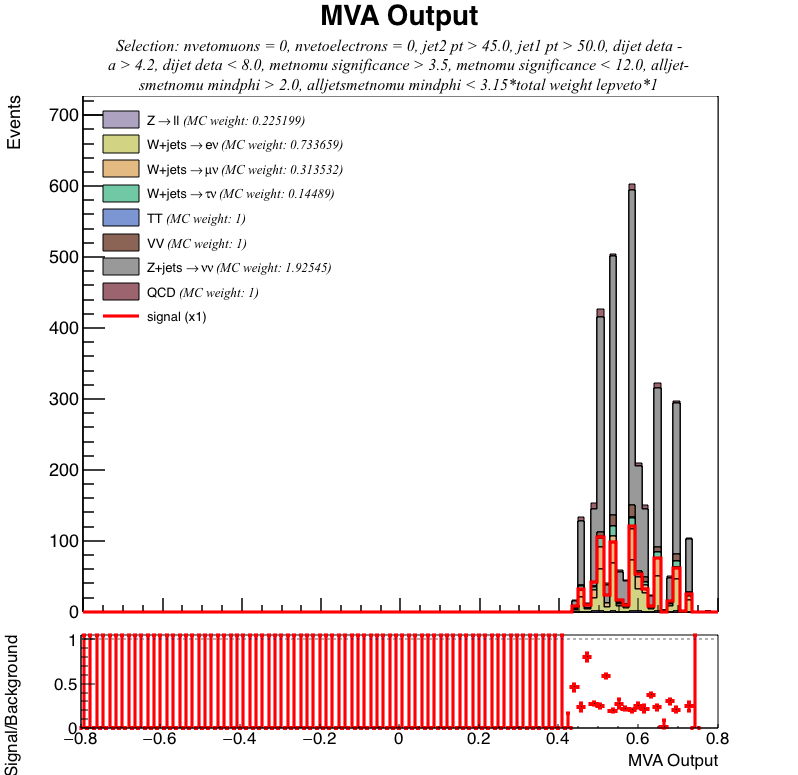 MVA Output
Selection: nvetomuons = 0, nvetoelectrons = 0, jet2 pt > 45.0, jet1 pt > 50.0, dijet deta -
a > 4.2, dijet deta < 8.0, metnomu significance > 3.5, metnomu significance < 12.0, alljet-
smetnomu mindphi > 2.0, alljetsmetnomu mindphi < 3.15*total weight lepveto*1
Events
700
600
500
400
300
200
100
0
Z→ll (MC weight: 0.225199)
W+jets→eν (MC weight: 0.733659)
W+jets→μν (MC weight: 0.313532)
W+jets→τν (MC weight: 0.14489)
TT (MC weight: 1)
VV (MC weight: 1)
Z+jets→νν (MC weight: 1.92545)
QCD (MC weight: 1)
signal (x1)
Signal/Background
1
0.5
0
−0.8 −0.6 −0.4 −0.2 0 0.2 0.4 0.6 0.8
MVA Output